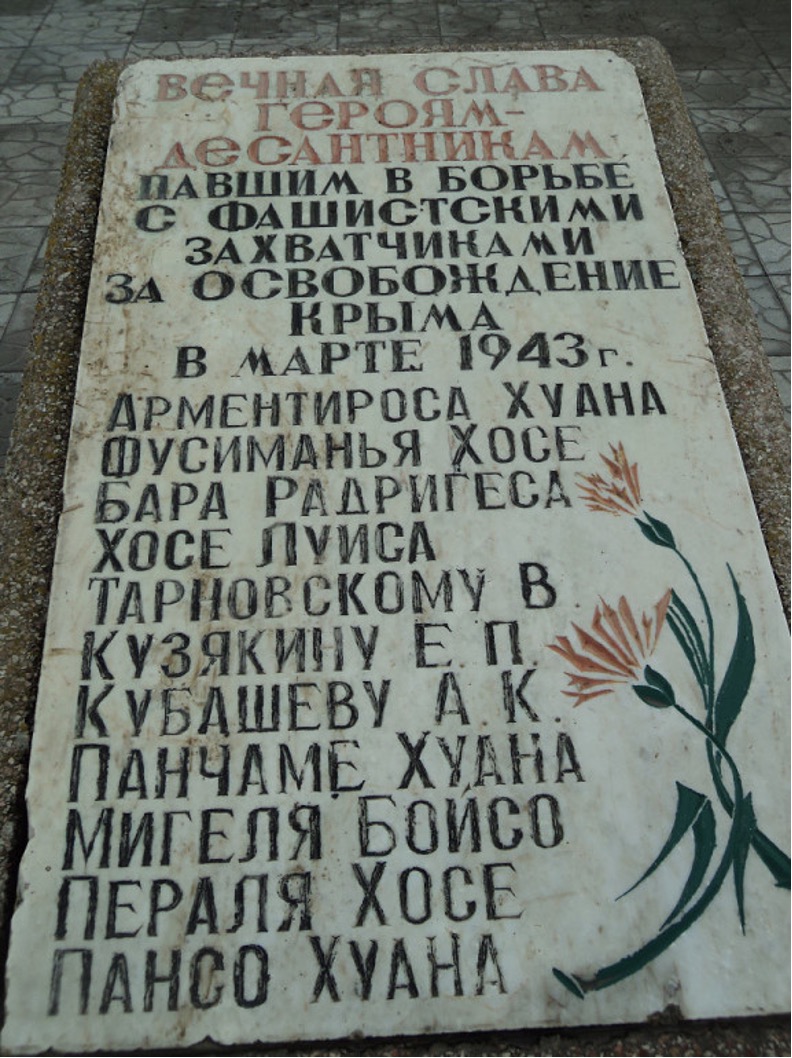 ВЕЧНАЯ СЛАВА
ГЕРОЯМ-
ДЕСАНТНИКАМ
ПАВШИМ В БОРЬБЕ
С ФАШИСТСКИМИ
ЗАХВАТЧИКАМИ
ЗА ОСВОБОЖДЕНИЕ
КРЫМА
В МАРТЕ 1943 г.
АРМЕНТИРОСА ХУАНА
ФУСИМАНЬЯ ХОСЕ
БАРА РАДРИГЕСА
ХОСЕ ЛУИСА
ТАРНОВСКОМУ В.
КУЗЯКИНУ Е. П.
КУБАШЕВУ А. К.
ПАНЧАМЕ ХУАНА
МИГЕЛЯ БОЙСО
ПЕРАЛЯ ХОСЕ
ПАНСО ХУАНА